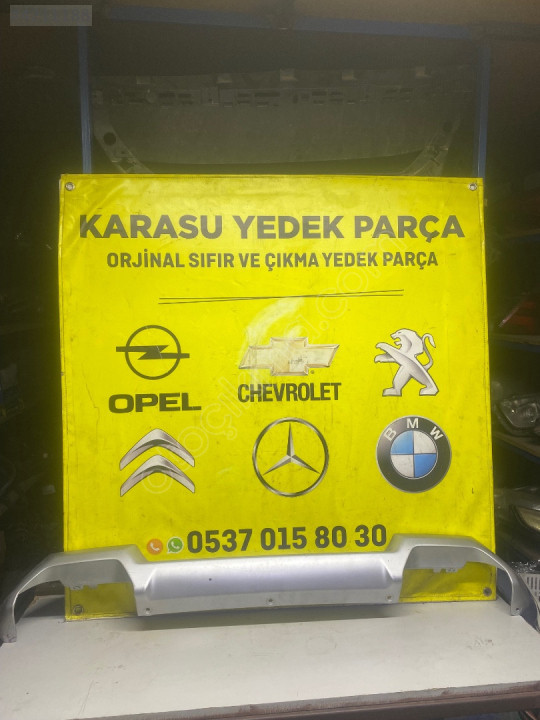 KARASU YEDEK PARÇA
ORJİNAL SIFIR VE ÇIKMA YEDEK PARÇA
OPEL
CHEVROLET
BMW
0537 015 80 30